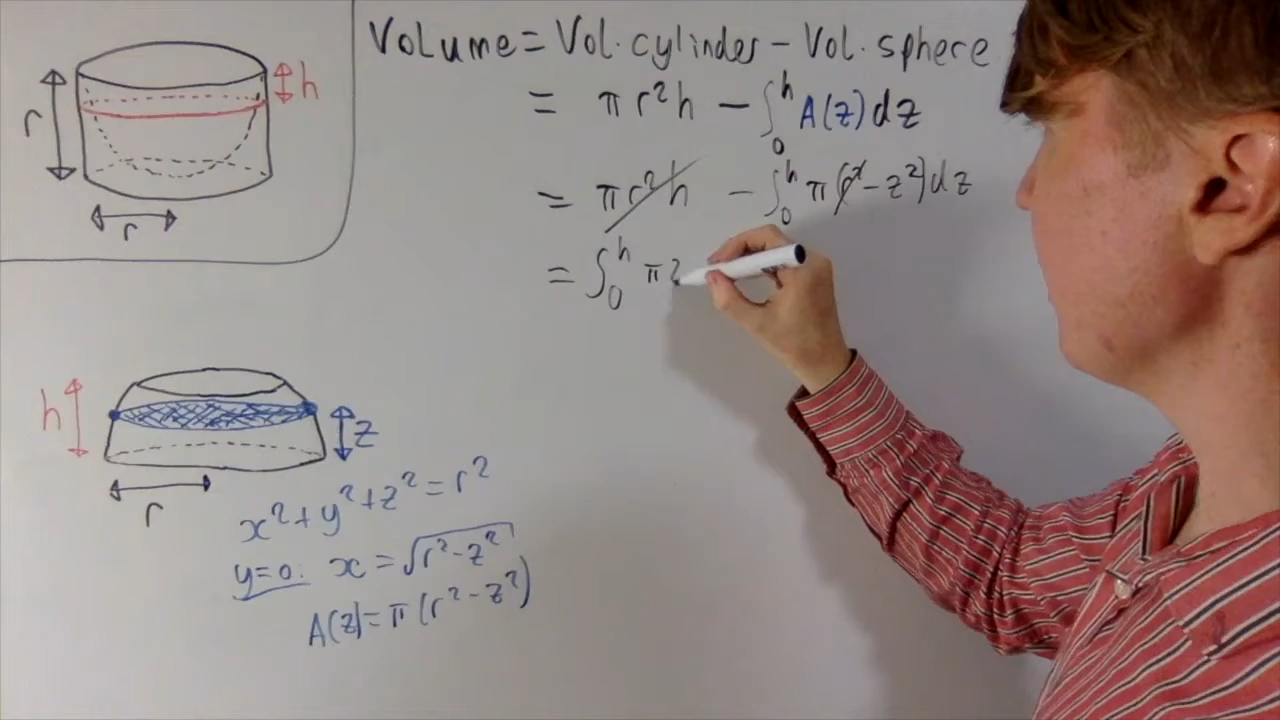 Volume = Vol. cylinder - Vol. sphere
= πr²h - ∫₀ʰ A(z)dz
= πr²h - ∫₀ʰ π(r² - z²)dz
= ∫₀ʰ πz
r
h
r
h
z
r
x² + y² + z² = r²
y=0: x = √(r² - z²)
A(z) = π(r² - z²)